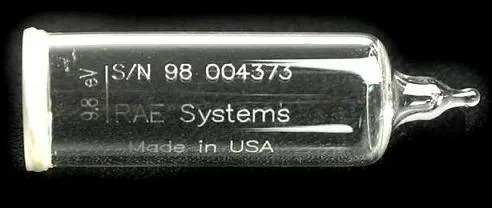 9.8 eV
S/N 98 004373
RAE Systems
Made in USA